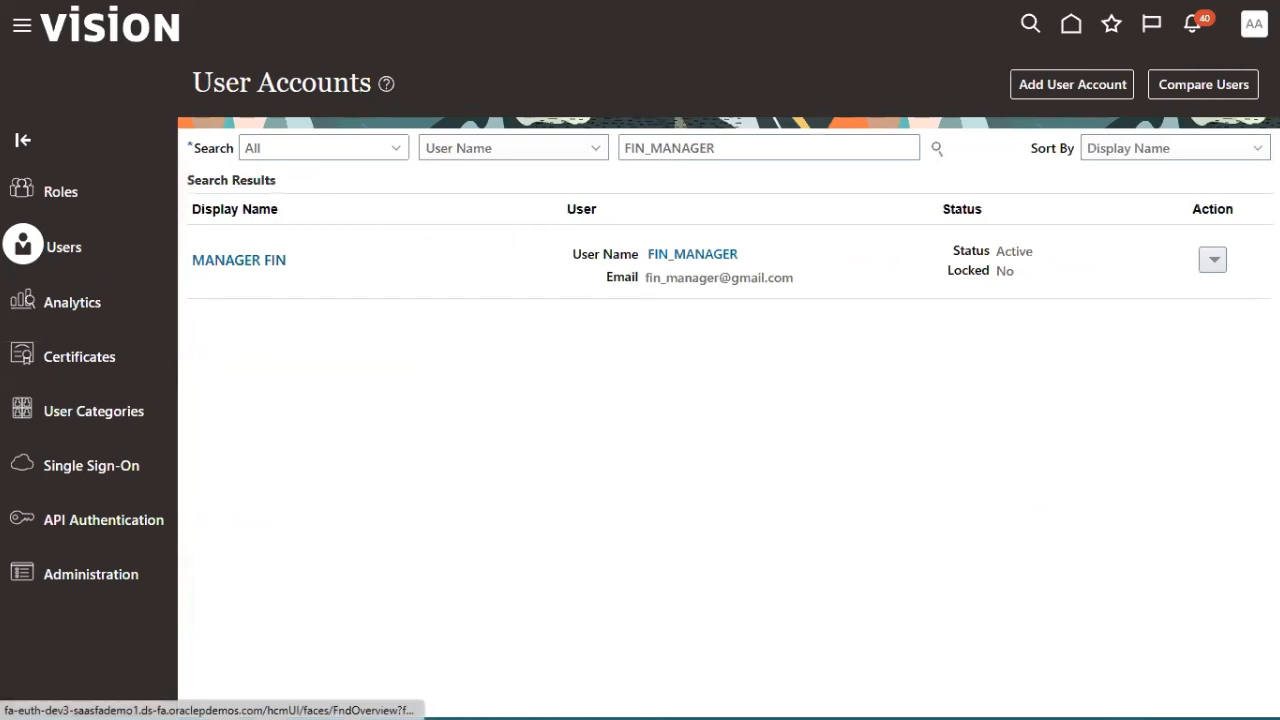 vision
40
AA
User Accounts
Add User Account
Compare Users
*Search All User Name FIN_MANAGER Sort By Display Name
Search Results
Display Name User Status Action
MANAGER FIN
User Name FIN_MANAGER
Email fin_manager@gmail.com
Status Active
Locked No
Roles
Users
Analytics
Certificates
User Categories
Single Sign-On
API Authentication
Administration
fa-euth-dev3-saasfademo1.ds-fa.oraclepdemos.com/hcmUI/faces/FndOverview?f...